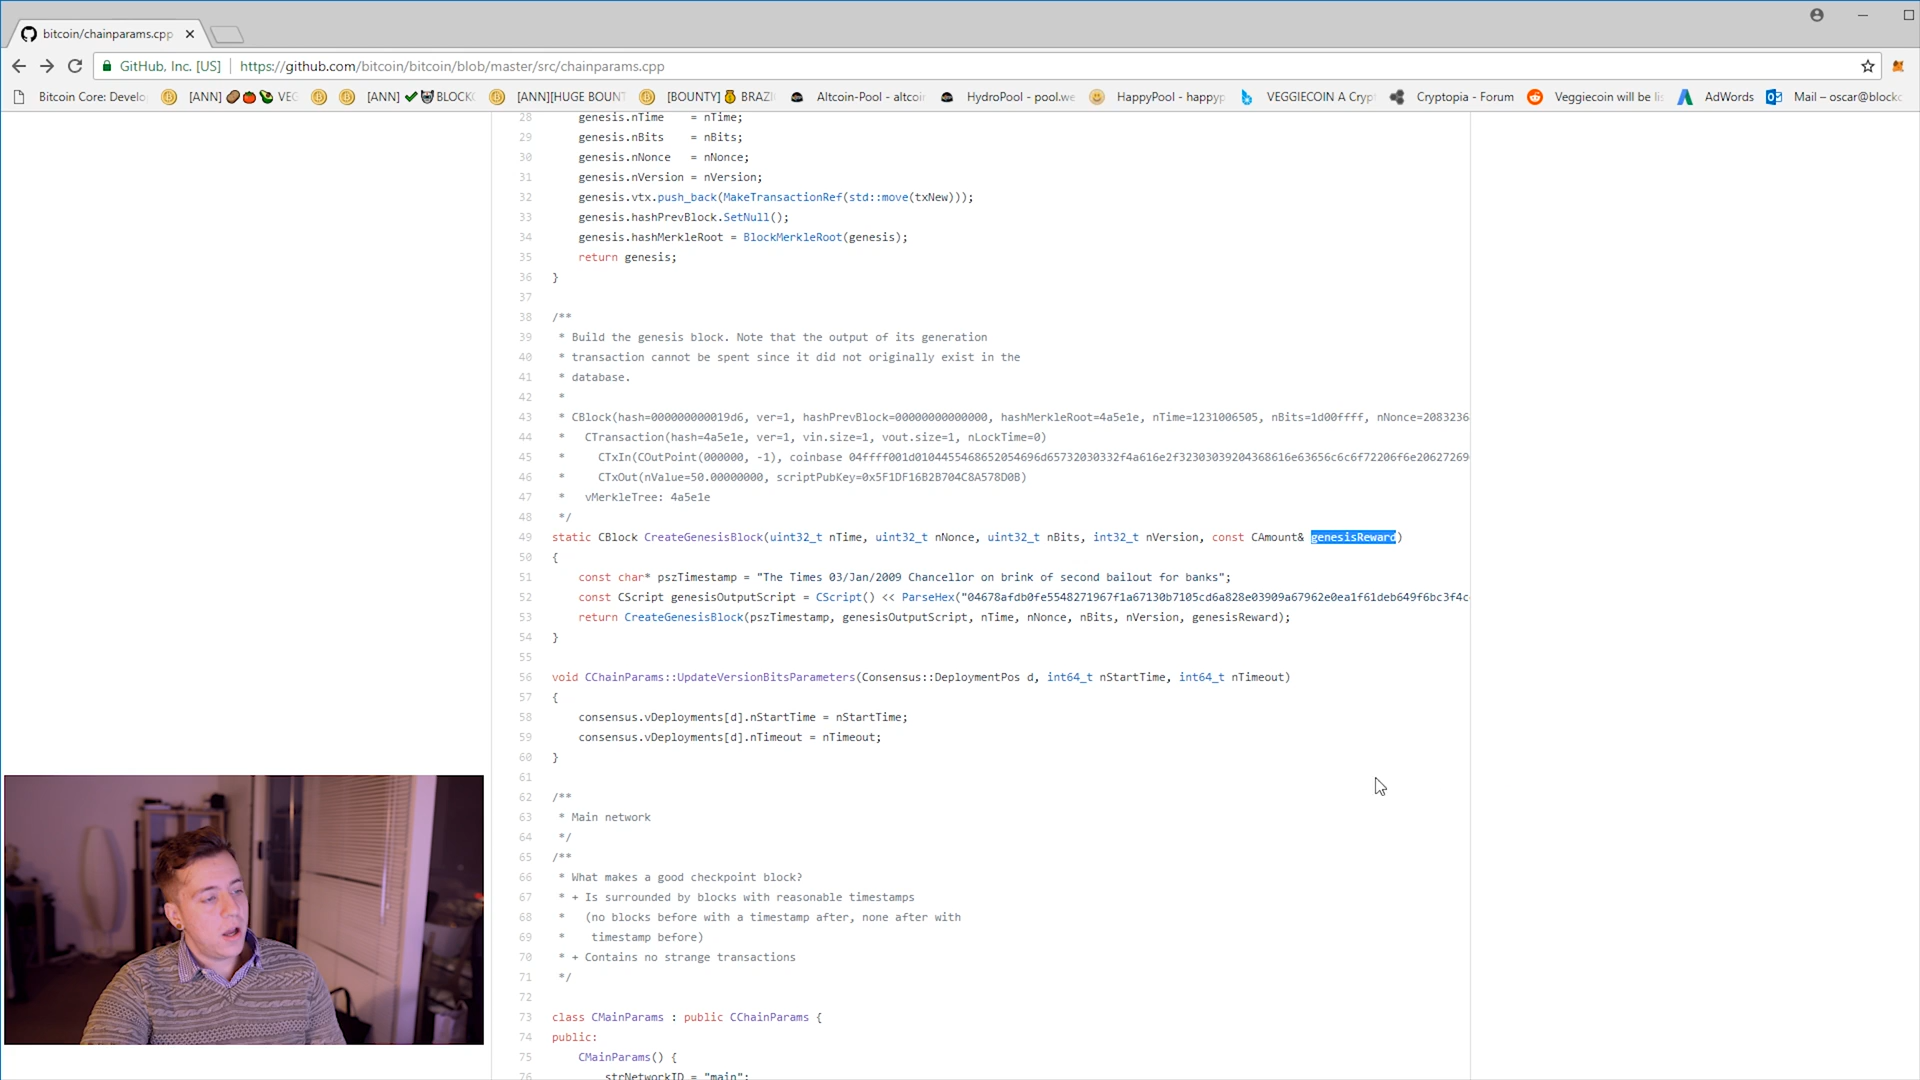 bitcoin/chainparams.cpp
GitHub, Inc. [US] https://github.com/bitcoin/bitcoin/blob/master/src/chainparams.cpp
Bitcoin Core: Develo [ANN] VEG [ANN] BLOCKC [ANN][HUGE BOUNT [BOUNTY] BRAZI Altcoin-Pool - altcoi HydroPool - pool.we HappyPool - happyp VEGGIECOIN A Cryp Cryptopia - Forum Veggiecoin will be li AdWords Mail – oscar@blockc
28 genesis.nTime = nTime;
29 genesis.nBits = nBits;
30 genesis.nNonce = nNonce;
31 genesis.nVersion = nVersion;
32 genesis.vtx.push_back(MakeTransactionRef(std::move(txNew)));
33 genesis.hashPrevBlock.SetNull();
34 genesis.hashMerkleRoot = BlockMerkleRoot(genesis);
35 return genesis;
36 }
37
38 /**
39 * Build the genesis block. Note that the output of its generation
40 * transaction cannot be spent since it did not originally exist in the
41 * database.
42 *
43 * CBlock(hash=000000000019d6, ver=1, hashPrevBlock=00000000000000, hashMerkleRoot=4a5e1e, nTime=1231006505, nBits=1d00ffff, nNonce=2083236
44 * CTransaction(hash=4a5e1e, ver=1, vin.size=1, vout.size=1, nLockTime=0)
45 * CTxIn(COutPoint(000000, -1), coinbase 04ffff001d0104455468652054696d65732030332f4a616e2f32303039204368616e63656c6c6f72206f6e20627269
46 * CTxOut(nValue=50.00000000, scriptPubKey=0x5F1DF16B2B704C8A578D0B)
47 * vMerkleTree: 4a5e1e
48 */
49 static CBlock CreateGenesisBlock(uint32_t nTime, uint32_t nNonce, uint32_t nBits, int32_t nVersion, const CAmount& genesisReward)
50 {
51 const char* pszTimestamp = "The Times 03/Jan/2009 Chancellor on brink of second bailout for banks";
52 const CScript genesisOutputScript = CScript() << ParseHex("04678afdb0fe5548271967f1a67130b7105cd6a828e03909a67962e0ea1f61deb649f6bc3f4c
53 return CreateGenesisBlock(pszTimestamp, genesisOutputScript, nTime, nNonce, nBits, nVersion, genesisReward);
54 }
55
56 void CChainParams::UpdateVersionBitsParameters(Consensus::DeploymentPos d, int64_t nStartTime, int64_t nTimeout)
57 {
58 consensus.vDeployments[d].nStartTime = nStartTime;
59 consensus.vDeployments[d].nTimeout = nTimeout;
60 }
61
62 /**
63 * Main network
64 */
65 /**
66 * What makes a good checkpoint block?
67 * + Is surrounded by blocks with reasonable timestamps
68 * (no blocks before with a timestamp after, none after with
69 * timestamp before)
70 * + Contains no strange transactions
71 */
72
73 class CMainParams : public CChainParams {
74 public:
75 CMainParams() {
76 strNetworkID = "main";